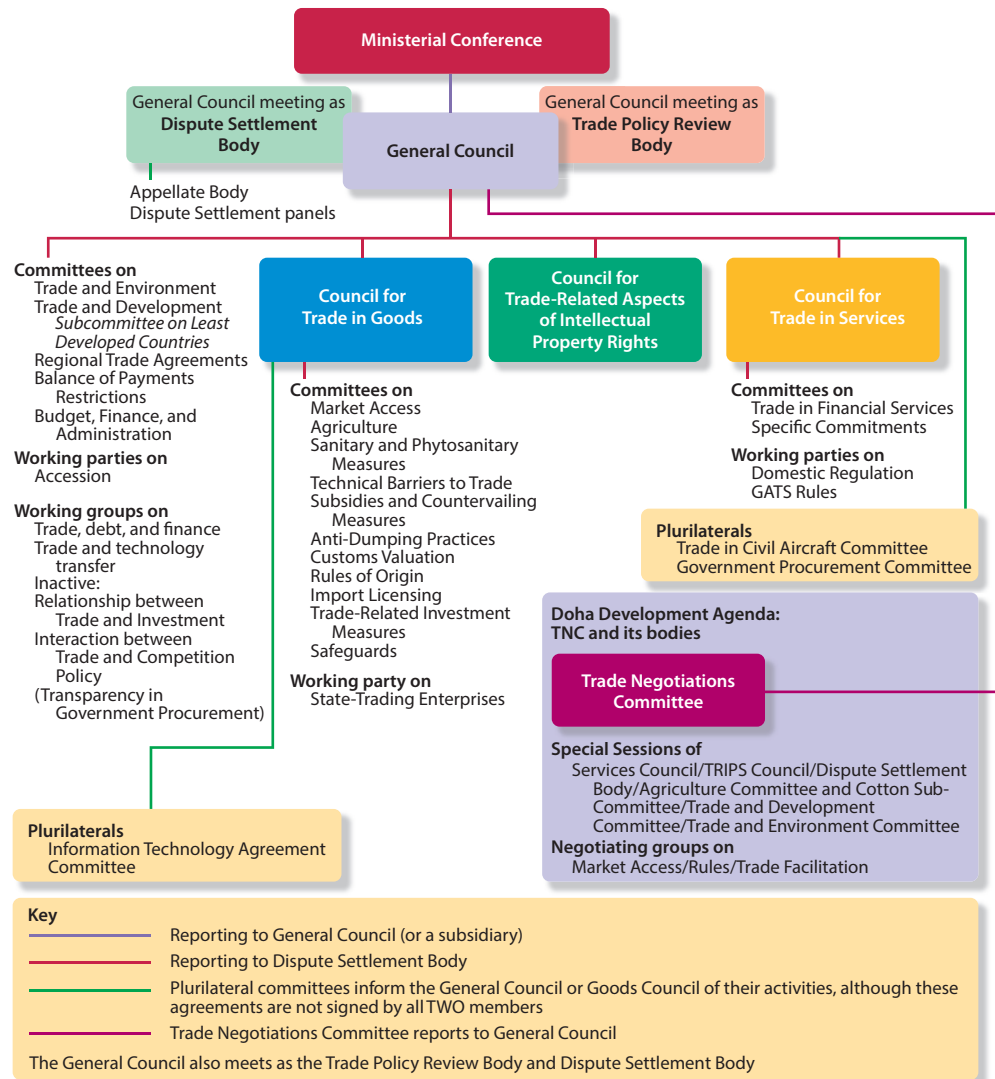 Ministerial Conference
General Council meeting as
Dispute Settlement
Body
General Council
General Council meeting as
Trade Policy Review
Body
Appellate Body
Dispute Settlement panels
Committees on
Trade and Environment
Trade and Development
Subcommittee on Least
Developed Countries
Regional Trade Agreements
Balance of Payments
Restrictions
Budget, Finance, and
Administration
Working parties on
Accession
Working groups on
Trade, debt, and finance
Trade and technology
transfer
Inactive:
Relationship between
Trade and Investment
Interaction between
Trade and Competition
Policy
(Transparency in
Government Procurement)
Council for
Trade in Goods
Committees on
Market Access
Agriculture
Sanitary and Phytosanitary
Measures
Technical Barriers to Trade
Subsidies and Countervailing
Measures
Anti-Dumping Practices
Customs Valuation
Rules of Origin
Import Licensing
Trade-Related Investment
Measures
Safeguards
Working party on
State-Trading Enterprises
Council for
Trade-Related Aspects
of Intellectual
Property Rights
Council for
Trade in Services
Committees on
Trade in Financial Services
Specific Commitments
Working parties on
Domestic Regulation
GATS Rules
Plurilaterals
Trade in Civil Aircraft Committee
Government Procurement Committee
Doha Development Agenda:
TNC and its bodies
Trade Negotiations
Committee
Special Sessions of
Services Council/TRIPS Council/Dispute Settlement
Body/Agriculture Committee and Cotton Sub-
Committee/Trade and Development
Committee/Trade and Environment Committee
Negotiating groups on
Market Access/Rules/Trade Facilitation
Plurilaterals
Information Technology Agreement
Committee
Key
Reporting to General Council (or a subsidiary)
Reporting to Dispute Settlement Body
Plurilateral committees inform the General Council or Goods Council of their activities, although these
agreements are not signed by all TWO members
Trade Negotiations Committee reports to General Council
The General Council also meets as the Trade Policy Review Body and Dispute Settlement Body